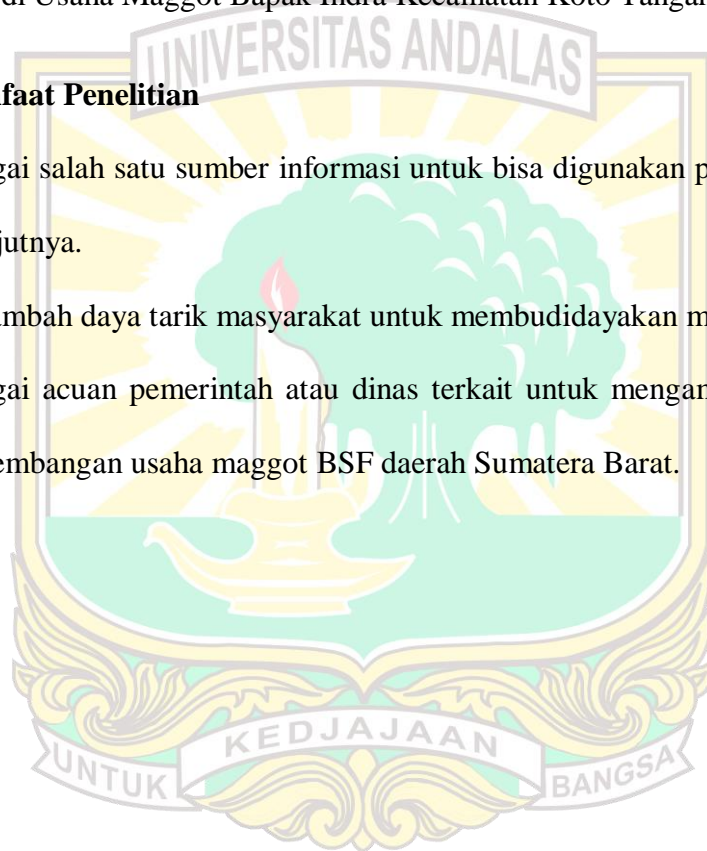 di Usaha Maggot Bapak Indra Kecamatan Koto Tangah
UNIVERSITAS ANDALAS
faat Penelitian
gai salah satu sumber informasi untuk bisa digunakan p
jutnya.
ambah daya tarik masyarakat untuk membudidayakan m
gai acuan pemerintah atau dinas terkait untuk mengan
embangan usaha maggot BSF daerah Sumatera Barat.
UNTUK KEDJAJAAN BANGSA